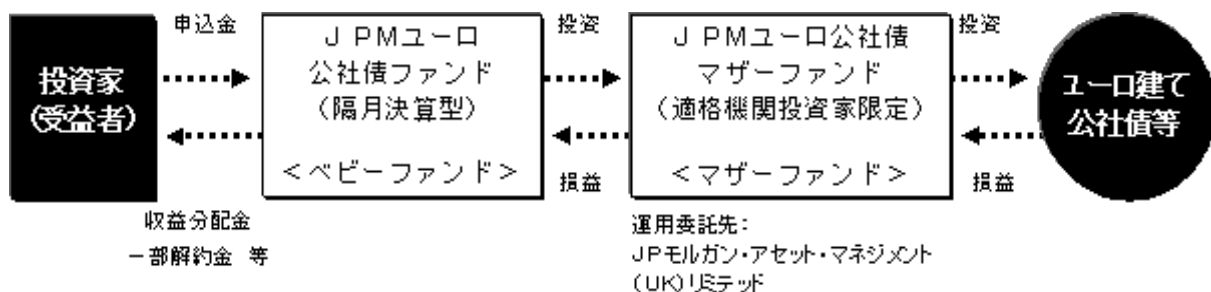 投資家
(受益者)
申込金
収益分配金
一部解約金 等
JPMユーロ
公社債ファンド
(隔月決算型)
<ベビーファンド>
投資
損益
JPMユーロ公社債
マザーファンド
(適格機関投資家限定)
<マザーファンド>
運用委託先:
JPモルガン・アセット・マネジメント
(UK)リミテッド
投資
損益
ユーロ建て
公社債等